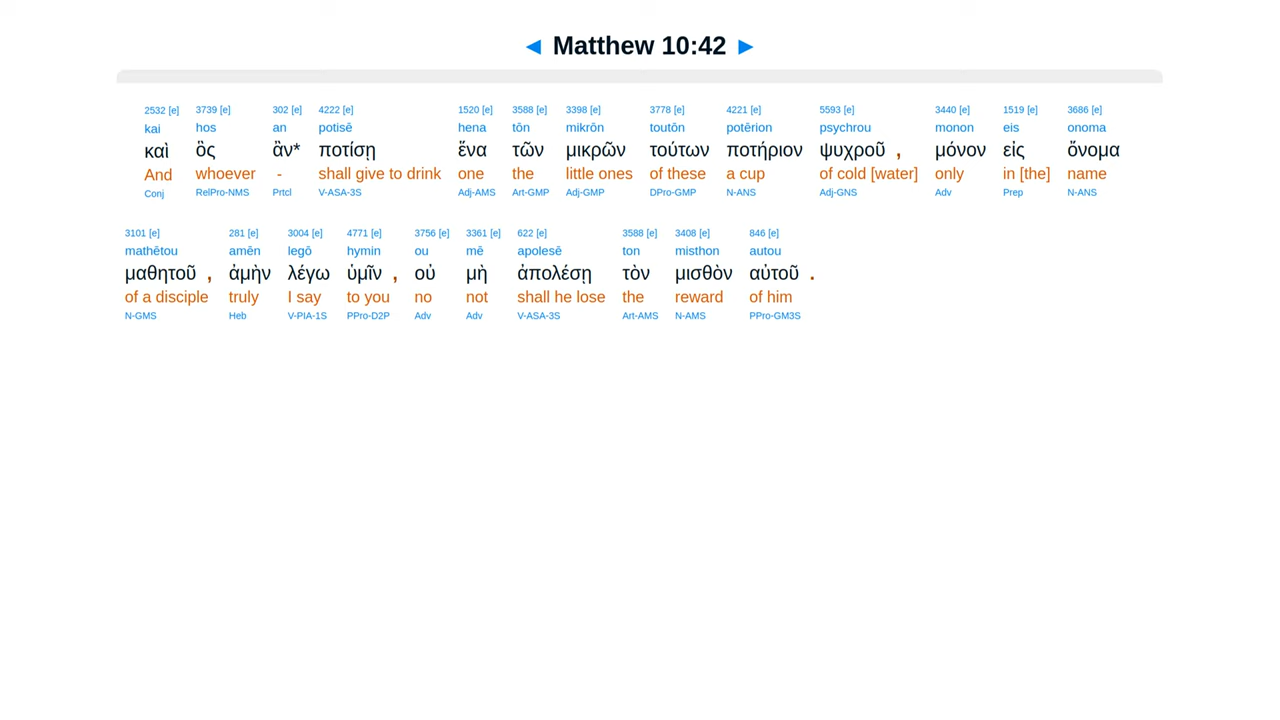 ◄ Matthew 10:42 ►
2532 [e] 3739 [e] 302 [e] 4222 [e] 1520 [e] 3588 [e] 3398 [e] 3778 [e] 4221 [e] 5593 [e] 3440 [e] 1519 [e] 3686 [e]
kai hos an potisē hena tōn mikrōn toutōn potērion psychrou monon eis onoma
καὶ ὃς ἂν* ποτίσῃ ἕνα τῶν μικρῶν τούτων ποτήριον ψυχροῦ , μόνον εἰς ὄνομα
And whoever - shall give to drink one the little ones of these a cup of cold [water] only in [the] name
Conj RelPro-NMS Prtcl V-ASA-3S Adj-AMS Art-GMP Adj-GMP DPro-GMP N-ANS Adj-GNS Adv Prep N-ANS
3101 [e] 281 [e] 3004 [e] 4771 [e] 3756 [e] 3361 [e] 622 [e] 3588 [e] 3408 [e] 846 [e]
mathētou amēn legō hymin ou mē apolesē ton misthon autou
μαθητοῦ , ἀμὴν λέγω ὑμῖν , οὐ μὴ ἀπολέσῃ τὸν μισθὸν αὐτοῦ .
of a disciple truly I say to you no not shall he lose the reward of him
N-GMS Heb V-PIA-1S PPro-D2P Adv Adv V-ASA-3S Art-AMS N-AMS PPro-GM3S